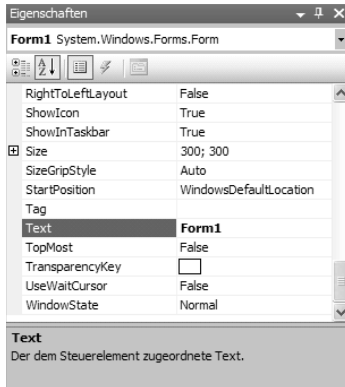 Eigenschaften
Form1 System.Windows.Forms.Form
RightToLeftLayout False
ShowIcon True
ShowInTaskbar True
Size 300; 300
SizeGripStyle Auto
StartPosition WindowsDefaultLocation
Tag
Text Form1
TopMost False
TransparencyKey
UseWaitCursor False
WindowState Normal
Text
Der dem Steuerelement zugeordnete Text.